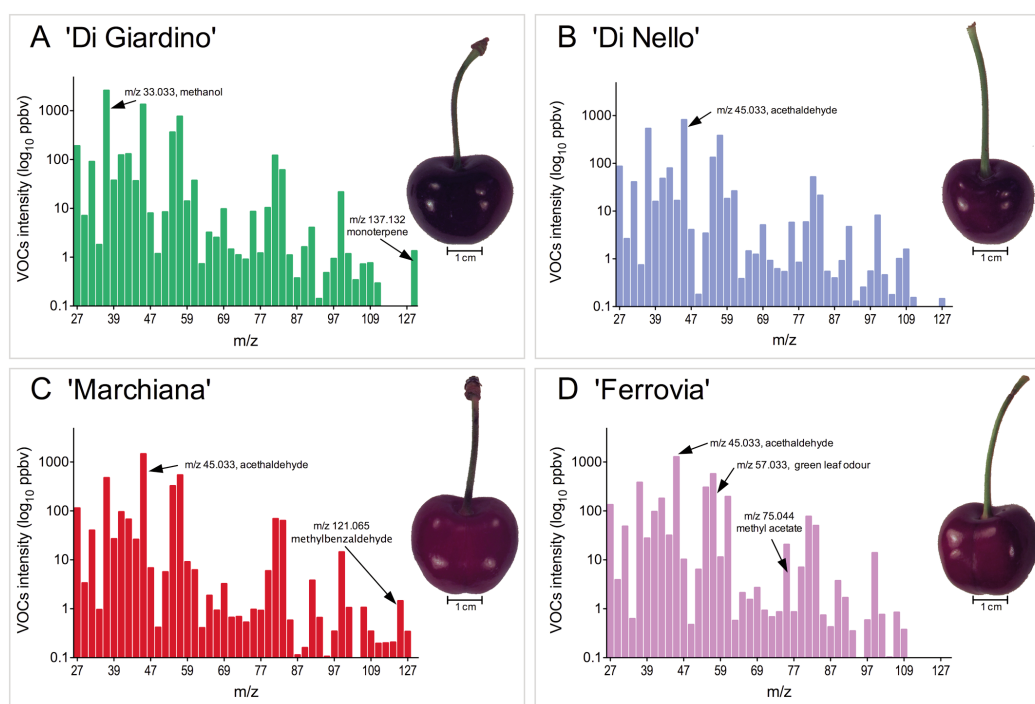 A 'Di Giardino'
VOCs intensity (log10 ppbv)
1000
100
10
1
0.1
27 39 47 59 69 77 87 97 109 127
m/z
m/z 33.033, methanol
m/z 137.132
monoterpene
1 cm
B 'Di Nello'
VOCs intensity (log10 ppbv)
1000
100
10
1
0.1
27 39 47 59 69 77 87 97 109 127
m/z
m/z 45.033, acethaldehyde
1 cm
C 'Marchiana'
VOCs intensity (log10 ppbv)
1000
100
10
1
0.1
27 39 47 59 69 77 87 97 109 127
m/z
m/z 45.033, acethaldehyde
m/z 121.065
methylbenzaldehyde
1 cm
D 'Ferrovia'
VOCs intensity (log10 ppbv)
1000
100
10
1
0.1
27 39 47 59 69 77 87 97 109 127
m/z
m/z 45.033, acethaldehyde
m/z 57.033, green leaf odour
m/z 75.044
methyl acetate
1 cm